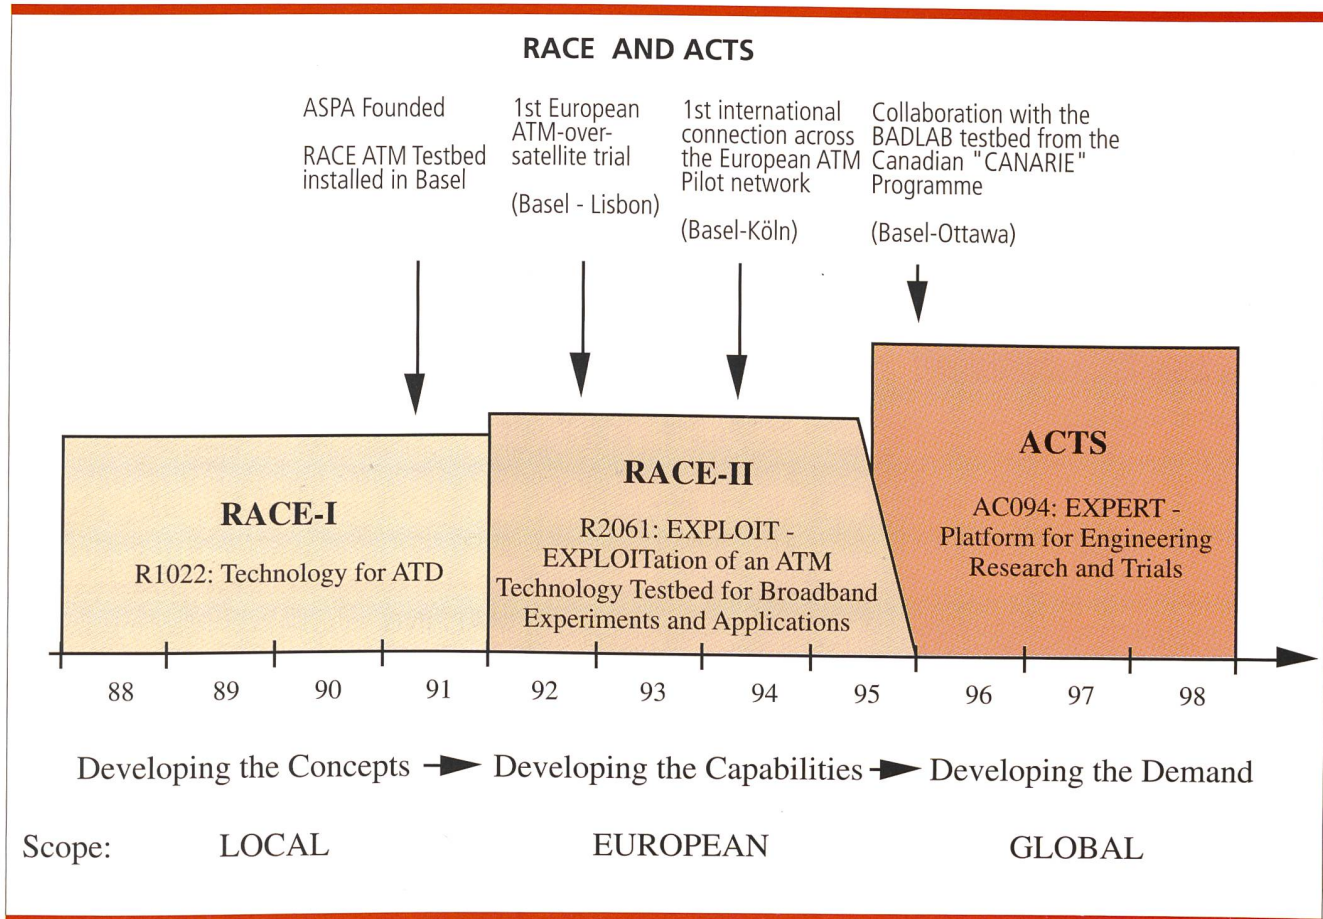 RACE AND ACTS
ASPA Founded
RACE ATM Testbed
installed in Basel
1st European
ATM-over-
satellite trial
(Basel - Lisbon)
1st international
connection across
the European ATM
Pilot network
(Basel-Köln)
Collaboration with the
BADLAB testbed from the
Canadian "CANARIE"
Programme
(Basel-Ottawa)
RACE-I
R1022: Technology for ATD
RACE-II
R2061: EXPLOIT -
EXPLOITation of an ATM
Technology Testbed for Broadband
Experiments and Applications
ACTS
AC094: EXPERT -
Platform for Engineering
Research and Trials
88 89 90 91 92 93 94 95 96 97 98
Developing the Concepts Developing the Capabilities Developing the Demand
Scope: LOCAL EUROPEAN GLOBAL